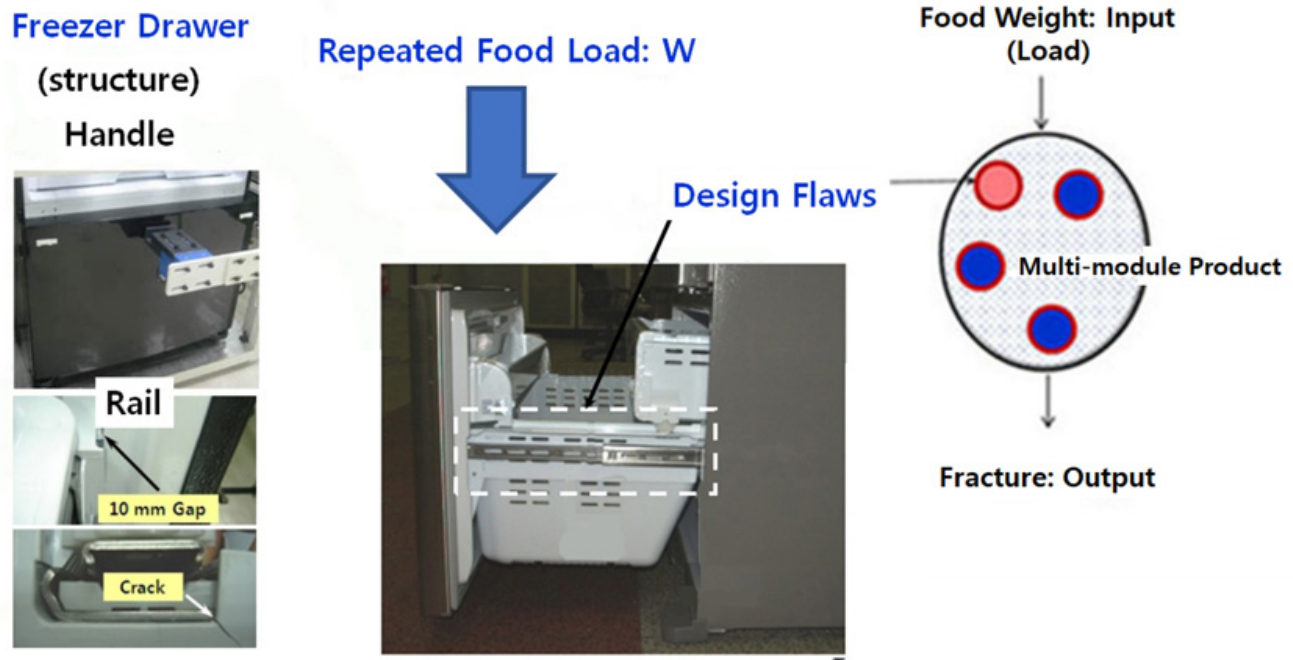 Freezer Drawer
(structure)
Handle
Rail
10 mm Gap
Crack
Repeated Food Load: W
Design Flaws
Food Weight: Input
(Load)
Multi-module Product
Fracture: Output